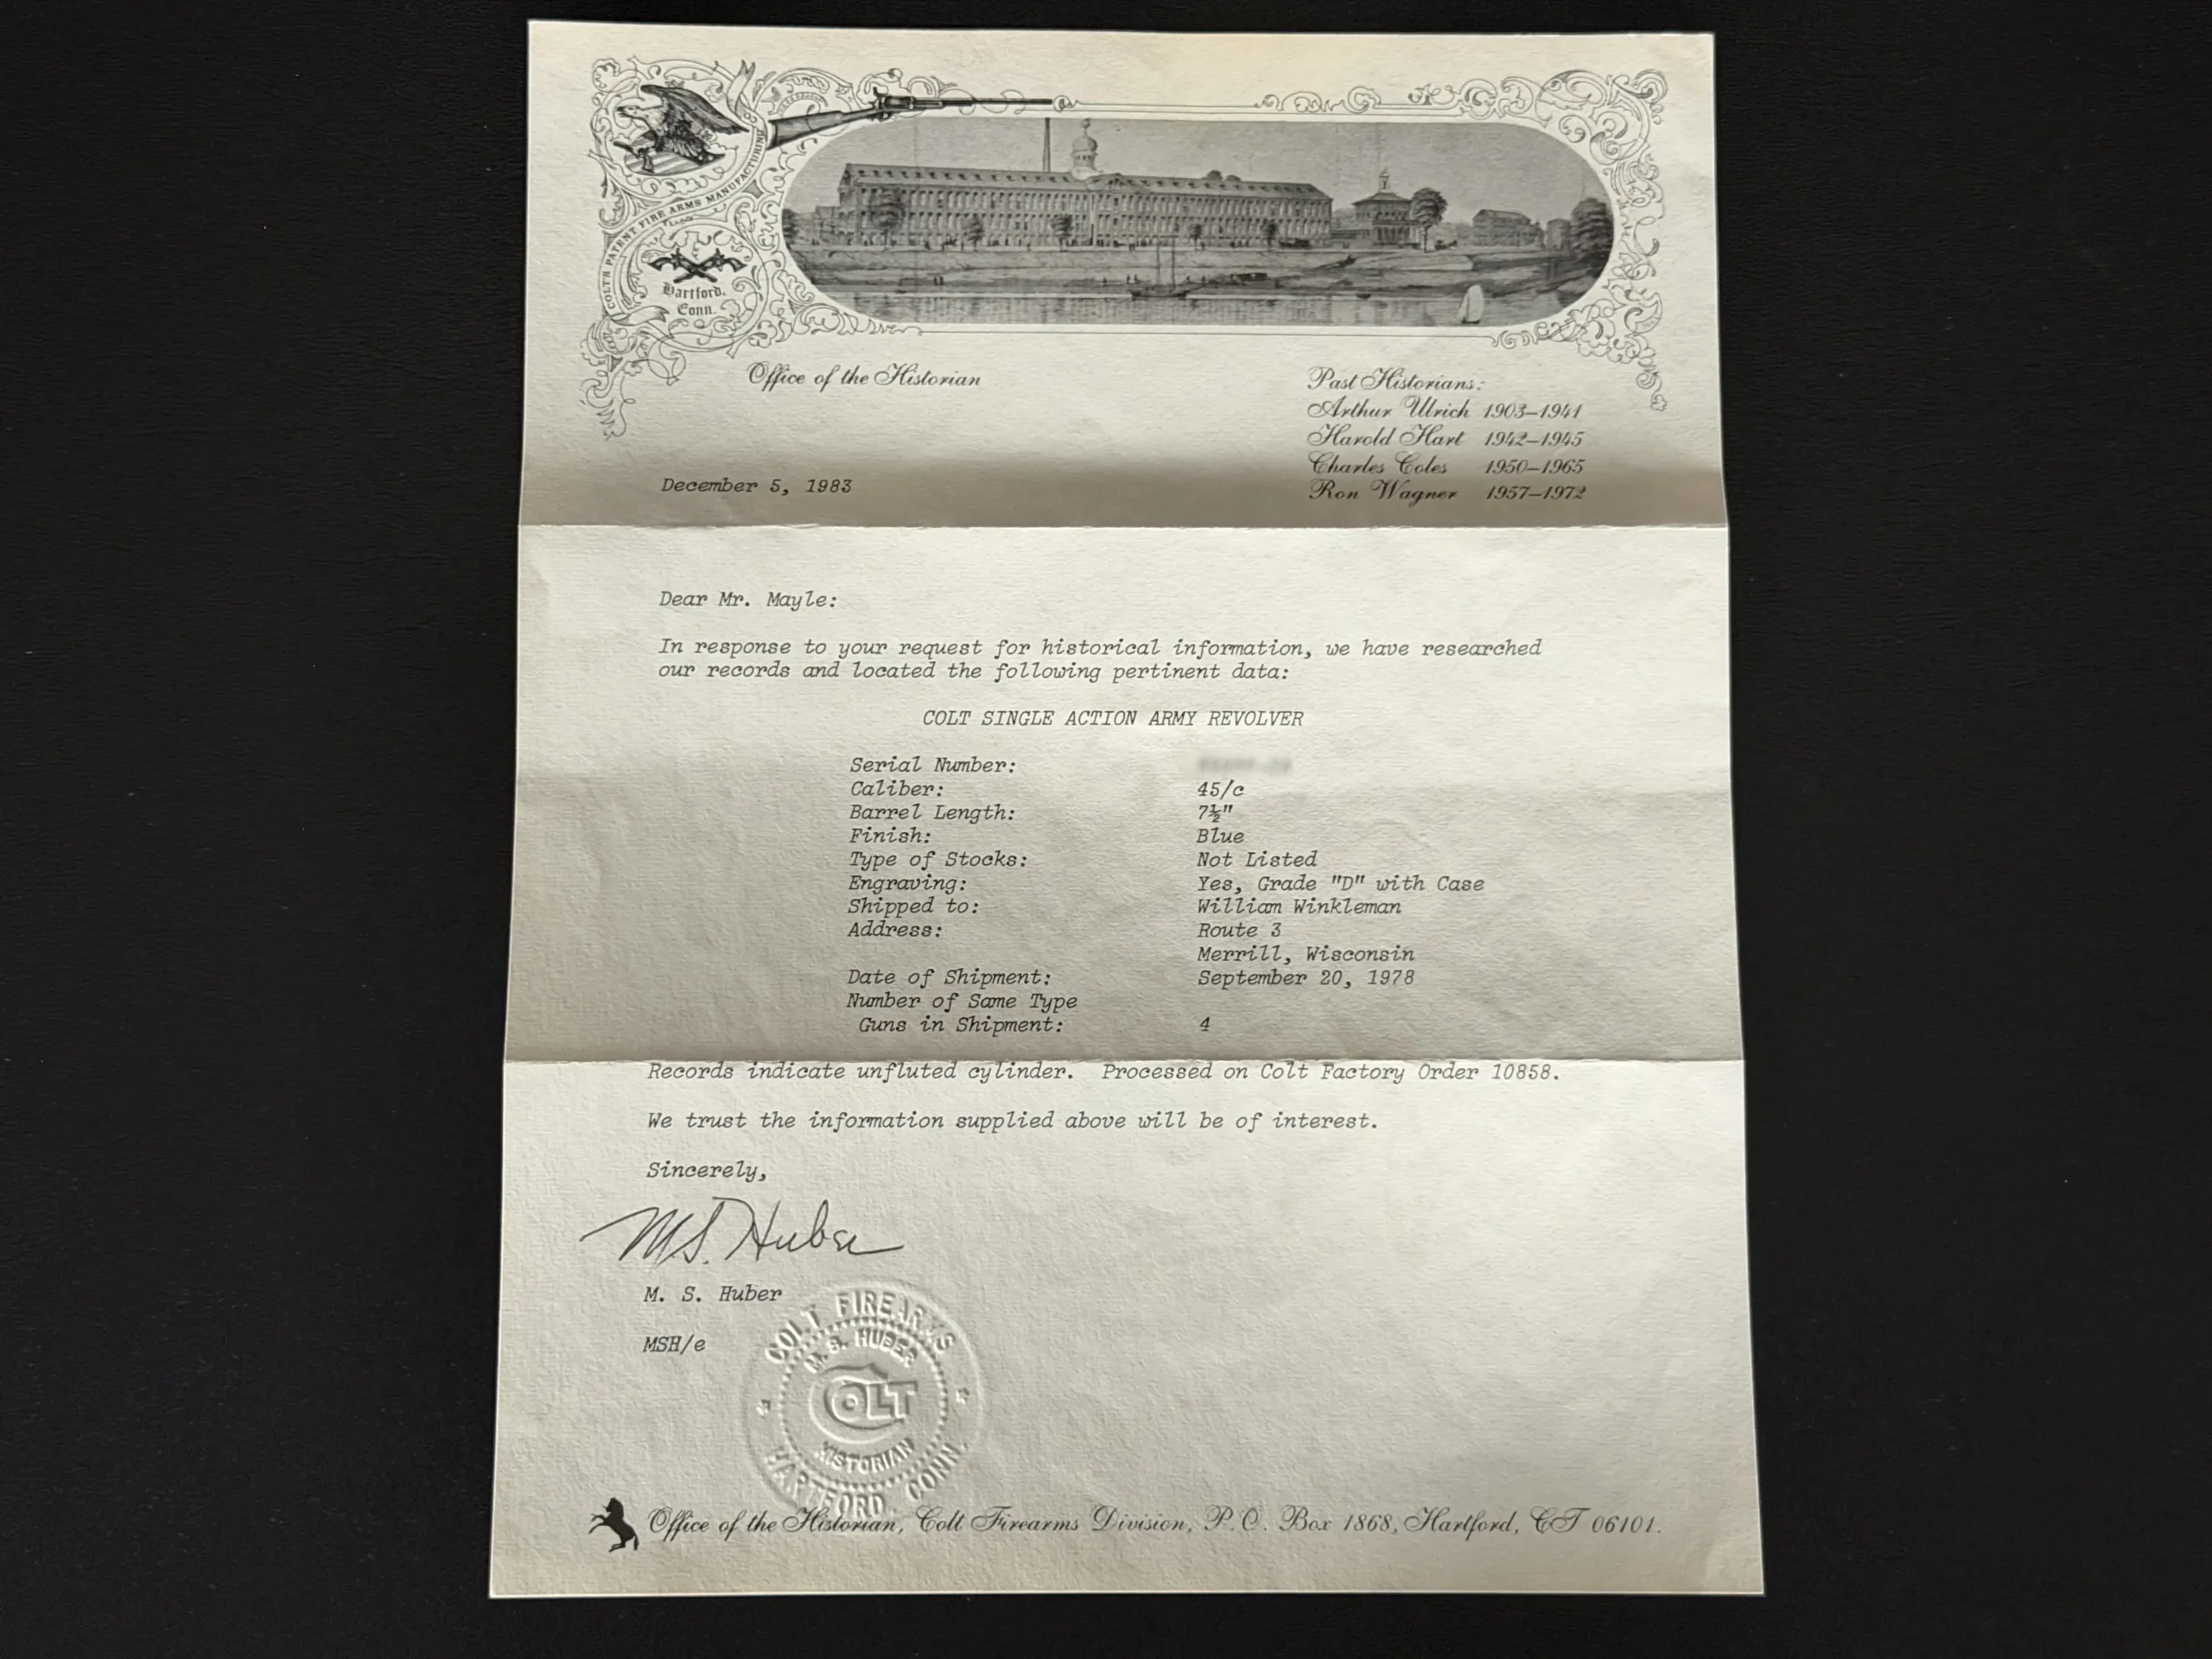 COLT'S PATENT FIRE ARMS MANUFACTURING
Hartford,
Conn.
Office of the Historian
Past Historians:
Arthur Ulrich 1903–1941
Harold Hart 1942–1945
Charles Coles 1950–1965
Ron Wagner 1957–1972
December 5, 1983
Dear Mr. Mayle:
In response to your request for historical information, we have researched
our records and located the following pertinent data:
COLT SINGLE ACTION ARMY REVOLVER
Serial Number:
Caliber: 45/c
Barrel Length: 7½"
Finish: Blue
Type of Stocks: Not Listed
Engraving: Yes, Grade "D" with Case
Shipped to: William Winkleman
Address: Route 3
Merrill, Wisconsin
Date of Shipment: September 20, 1978
Number of Same Type
Guns in Shipment: 4
Records indicate unfluted cylinder. Processed on Colt Factory Order 10858.
We trust the information supplied above will be of interest.
Sincerely,
M. S. Huber
M. S. Huber
MSH/e
COLT FIREARMS
M. S. HUBER
COLT
HISTORIAN
HARTFORD, CONN.
Office of the Historian, Colt Firearms Division, P.O. Box 1868, Hartford, CT 06101.